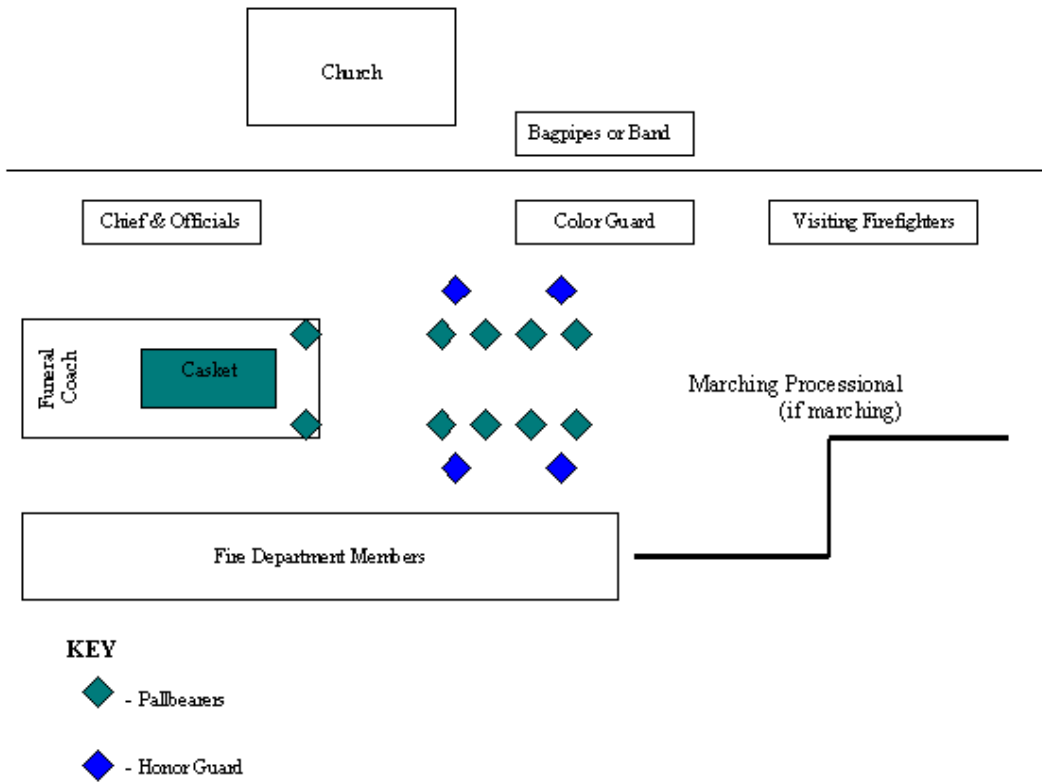 Church
Bagpipes or Band
Chief & Officials
Color Guard
Visiting Firefighters
Funeral
Coach
Casket
Marching Processional
(if marching)
Fire Department Members
KEY
- Pallbearers
- Honor Guard